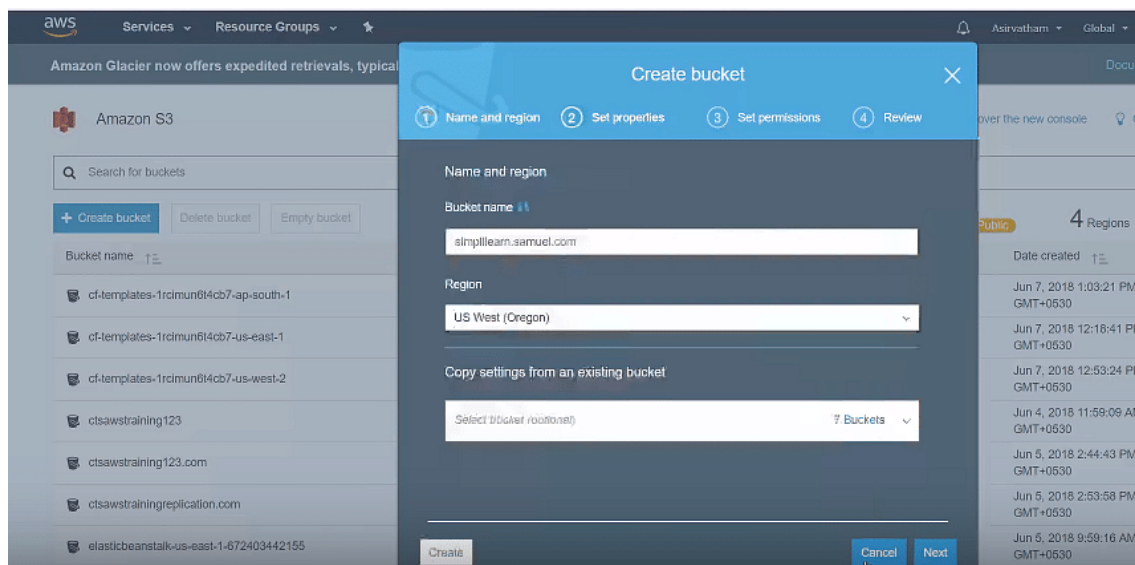 aws Services Resource Groups Asirvatham Global
Amazon Glacier now offers expedited retrievals, typical
Create bucket
Docu
Amazon S3
1 Name and region 2 Set properties 3 Set permissions 4 Review
over the new console
Search for buckets
Name and region
Bucket name
+ Create bucket Delete bucket Empty bucket
simplilearn.samuel.com
Public 4 Regions
Bucket name
Date created
Region
US West (Oregon)
cf-templates-1rcimun6t4cb7-ap-south-1
Jun 7, 2018 1:03:21 PM
GMT+0530
cf-templates-1rcimun6t4cb7-us-east-1
Jun 7, 2018 12:18:41 P
GMT+0530
Copy settings from an existing bucket
cf-templates-1rcimun6t4cb7-us-west-2
Jun 7, 2018 12:53:24 P
GMT+0530
Select bucket (optional) 7 Buckets
ctsawstraining123
Jun 4, 2018 11:59:09 A
GMT+0530
ctsawstraining123.com
Jun 5, 2018 2:44:43 PM
GMT+0530
ctsawstrainingreplication.com
Jun 5, 2018 2:53:58 PM
GMT+0530
elasticbeanstalk-us-east-1-672403442155
Jun 5, 2018 9:59:16 AM
GMT+0530
Create Cancel Next